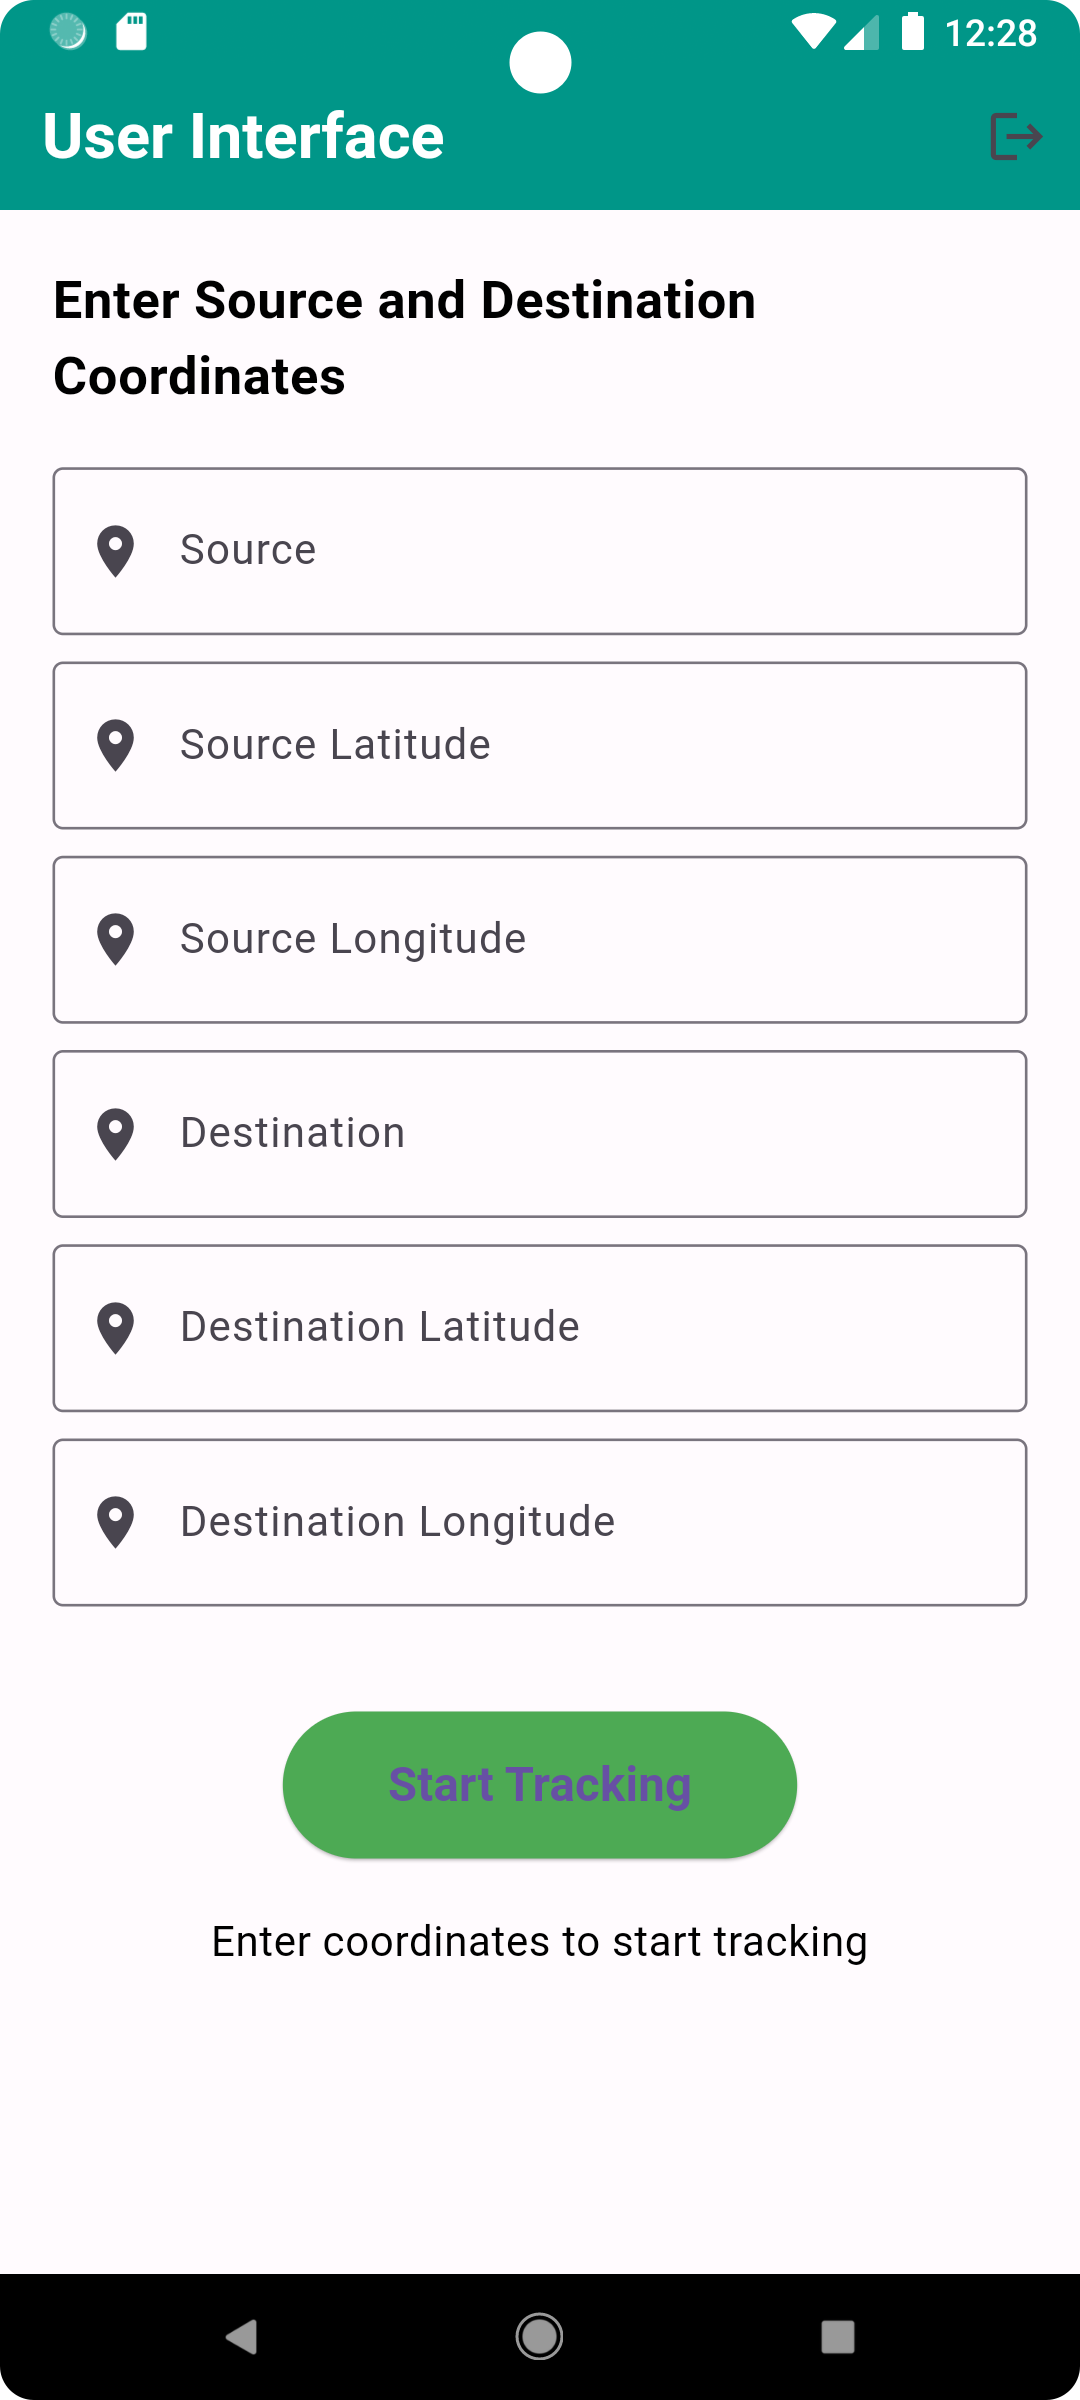 12:28
User Interface
Enter Source and Destination
Coordinates
Source
Source Latitude
Source Longitude
Destination
Destination Latitude
Destination Longitude
Start Tracking
Enter coordinates to start tracking